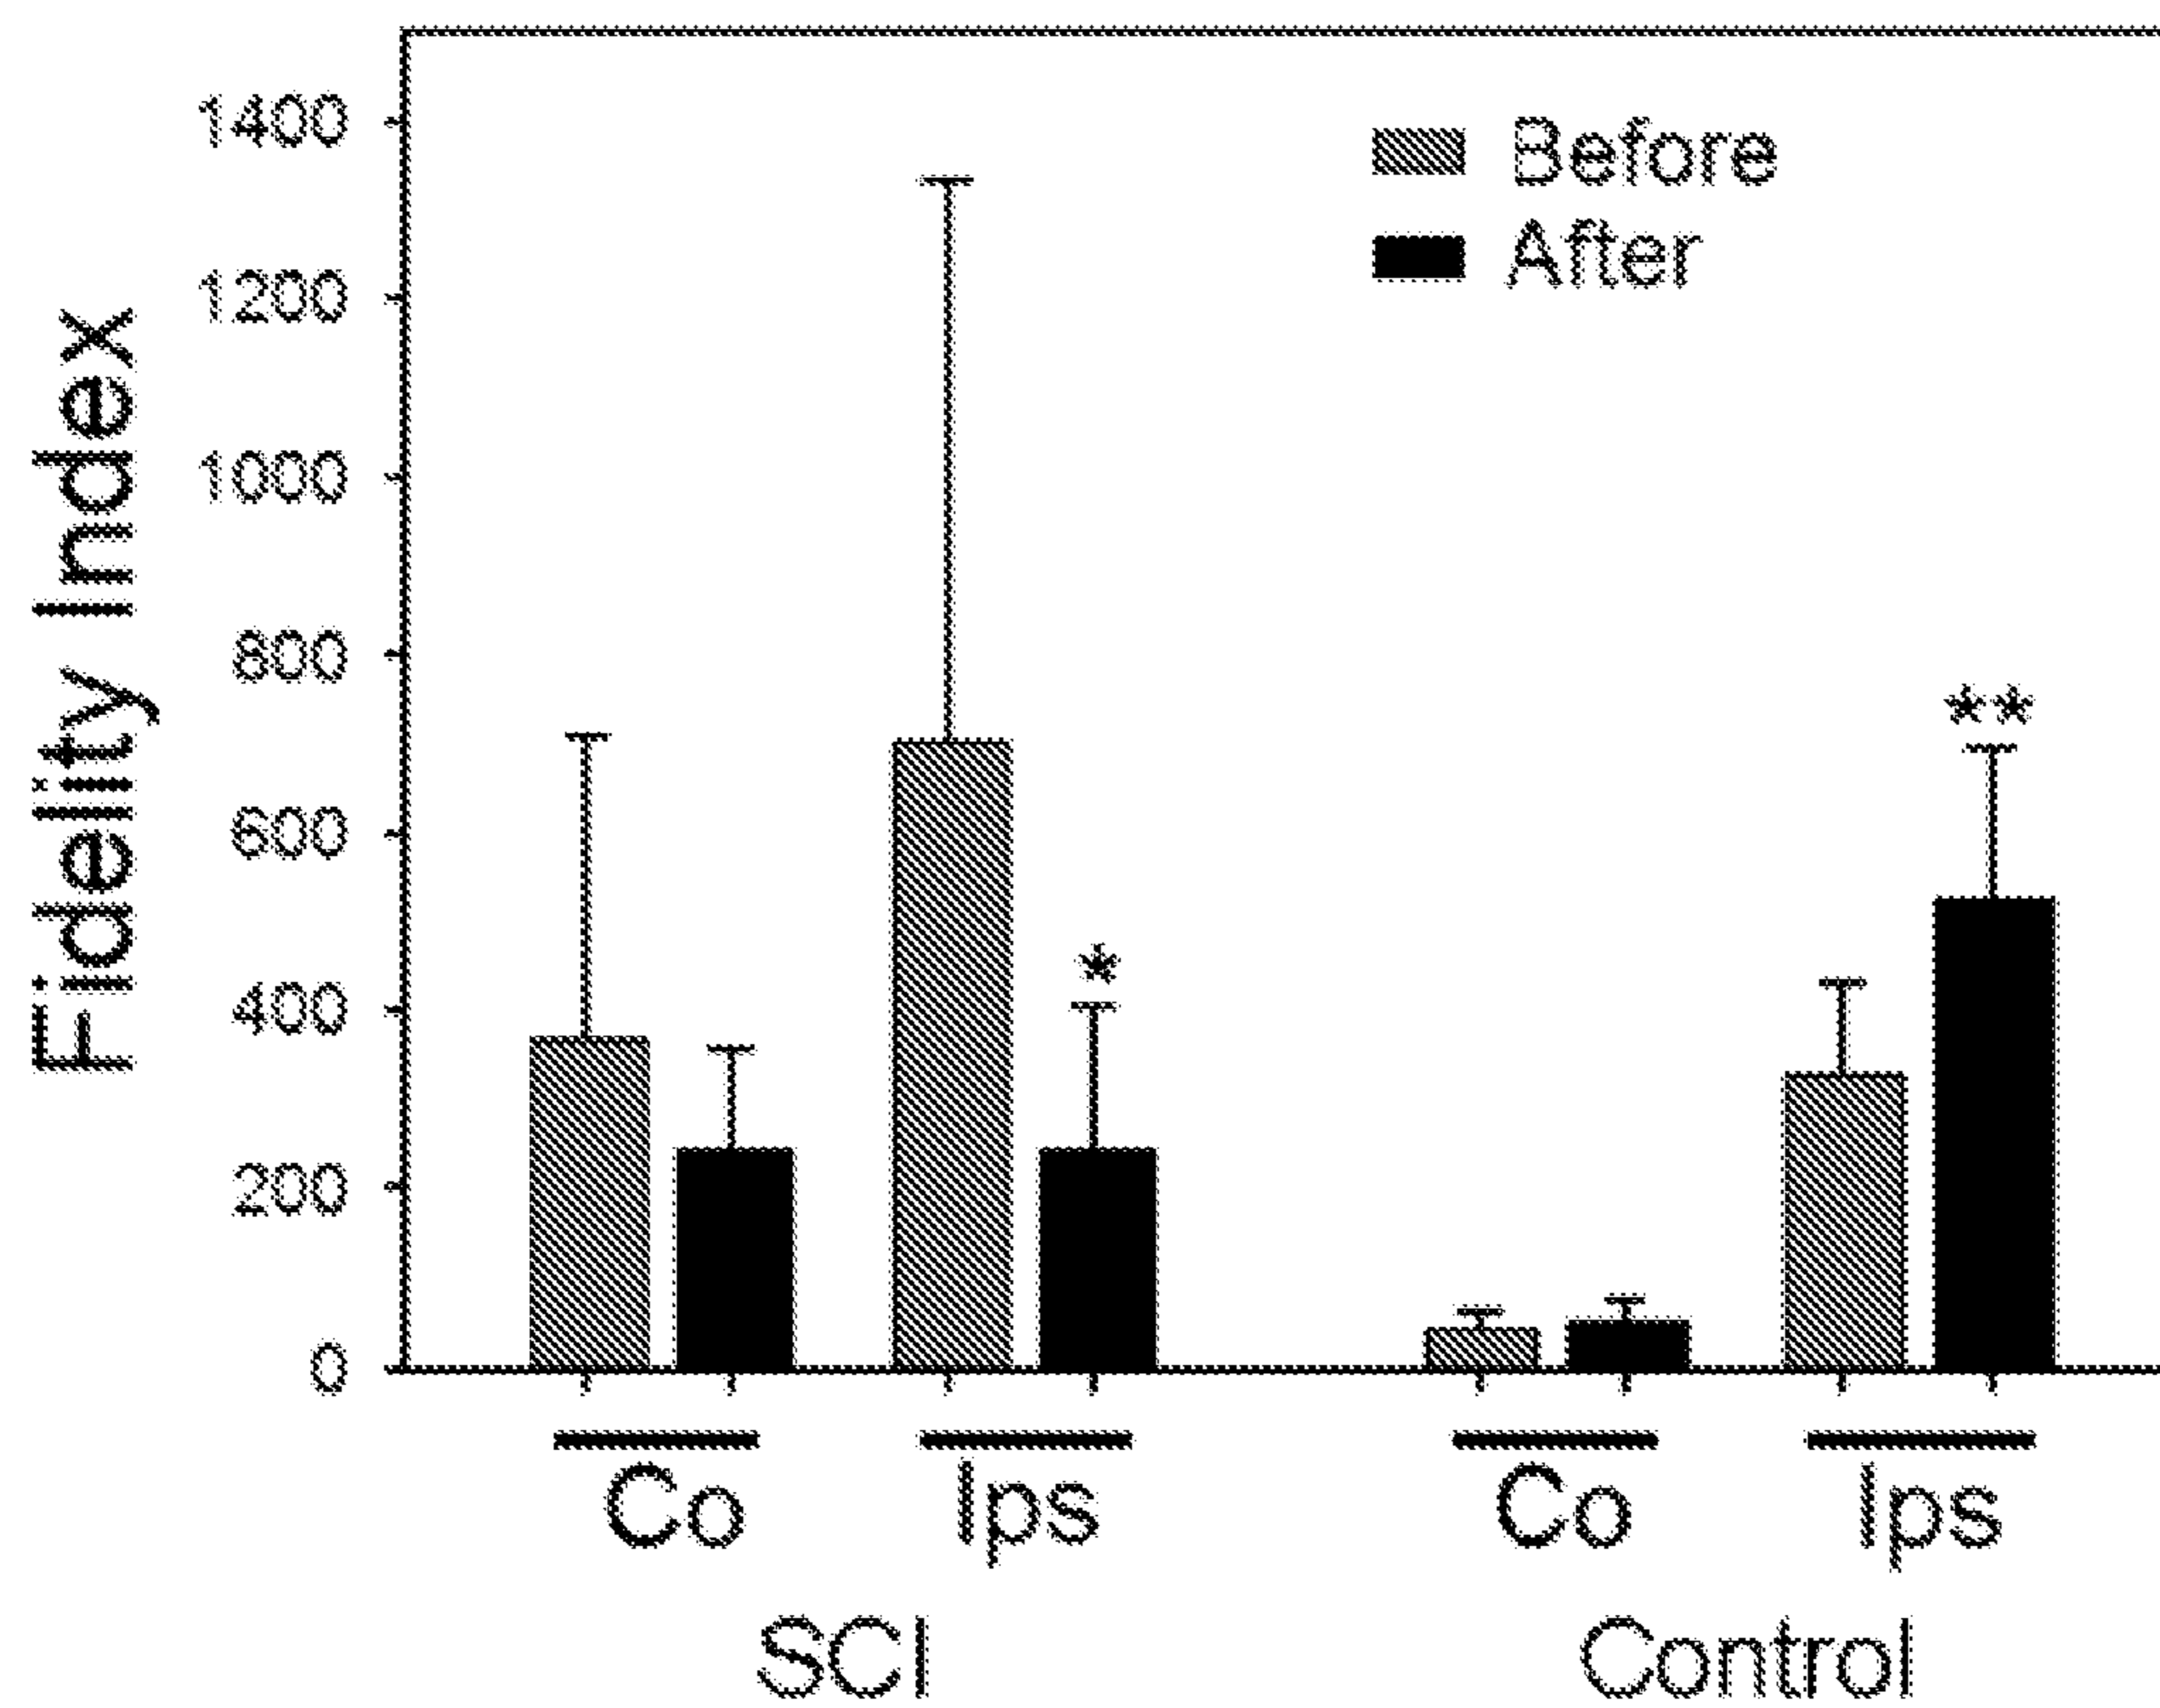 Fidelity Index
1400
1200
1000
800
600
400
200
0
Before
After
*
**
Co
Ips
Co
Ips
SCI
Control